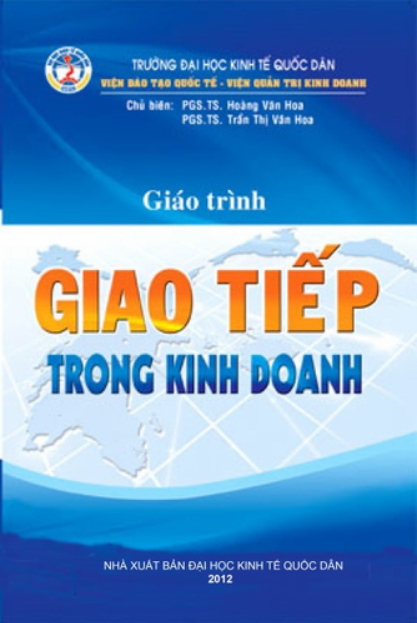 TRƯỜNG ĐẠI HỌC KINH TẾ QUỐC DÂN
VIỆN ĐÀO TẠO QUỐC TẾ - VIỆN QUẢN TRỊ KINH DOANH
Chủ biên: PGS.TS. Hoàng Văn Hoa
PGS.TS. Trần Thị Vân Hoa
Giáo trình
GIAO TIẾP
TRONG KINH DOANH
NHÀ XUẤT BẢN ĐẠI HỌC KINH TẾ QUỐC DÂN
2012